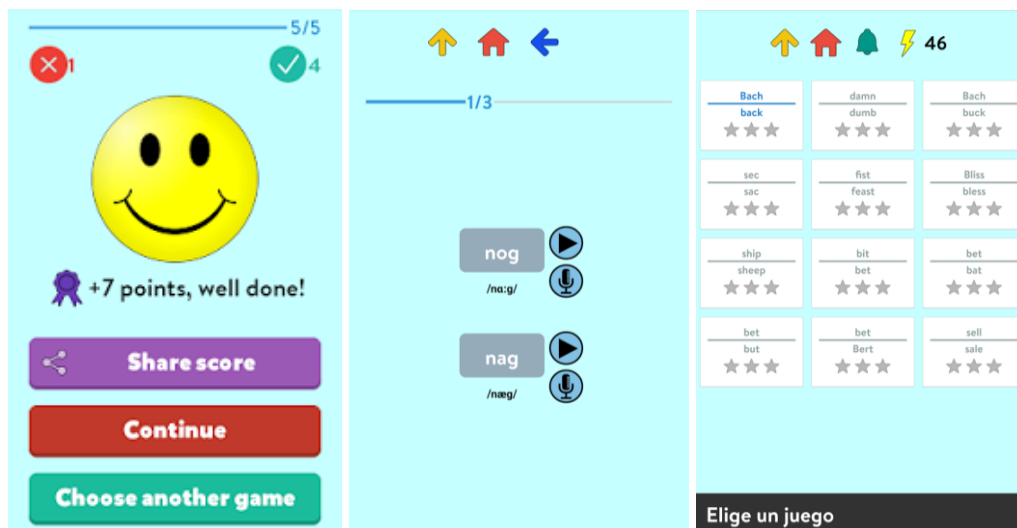 5/5
1
4
+7 points, well done!
Share score
Continue
Choose another game
1/3
nog
/nɑːg/
nag
/næg/
46
Bach
back
damn
dumb
Bach
buck
sec
sac
fist
feast
Bliss
bless
ship
sheep
bit
bet
bet
bat
bet
but
bet
Bert
sell
sale
Elige un juego